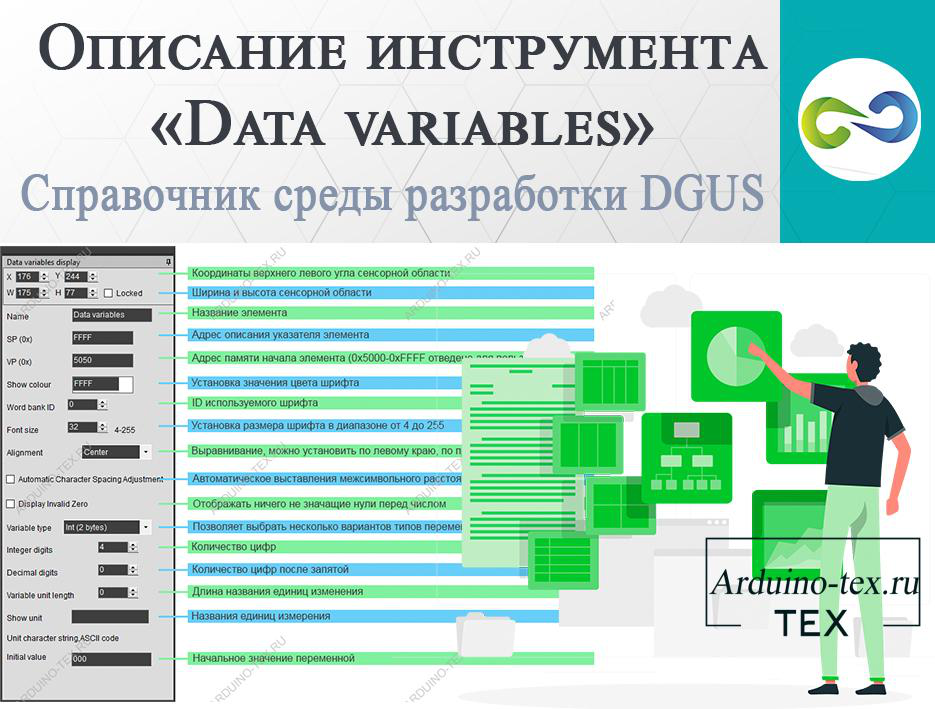 Описание инструмента
«Data variables»
Справочник среды разработки DGUS
Data variables display
X 176 Y 244
Координаты верхнего левого угла сенсорной области
W 175 H 77 Locked
Ширина и высота сенсорной области
Name Data variables
Название элемента
SP (0x) FFFF
Адрес описания указателя элемента
VP (0x) 5050
Адрес памяти начала элемента (0x5000-0xFFFF отведено для
Show colour FFFF
Установка значения цвета шрифта
Word bank ID 0
ID используемого шрифта
Font size 32 4-255
Установка размера шрифта в диапазоне от 4 до 255
Alignment Center
Выравнивание, можно установить по левому краю, по п
Automatic Character Spacing Adjustment
Автоматическое выставления межсимвольного расстоя
Display Invalid Zero
Отображать ничего не значащие нули перед числом
Variable type Int (2 bytes)
Позволяет выбрать несколько вариантов типов переме
Integer digits 4
Количество цифр
Decimal digits 0
Количество цифр после запятой
Variable unit length 0
Длина названия единиц изменения
Show unit
Названия единиц измерения
Unit character string,ASCII code
Initial value 000
Начальное значение переменной
Arduino-tex.ru
TEX
ARDUINO-TEX.RU